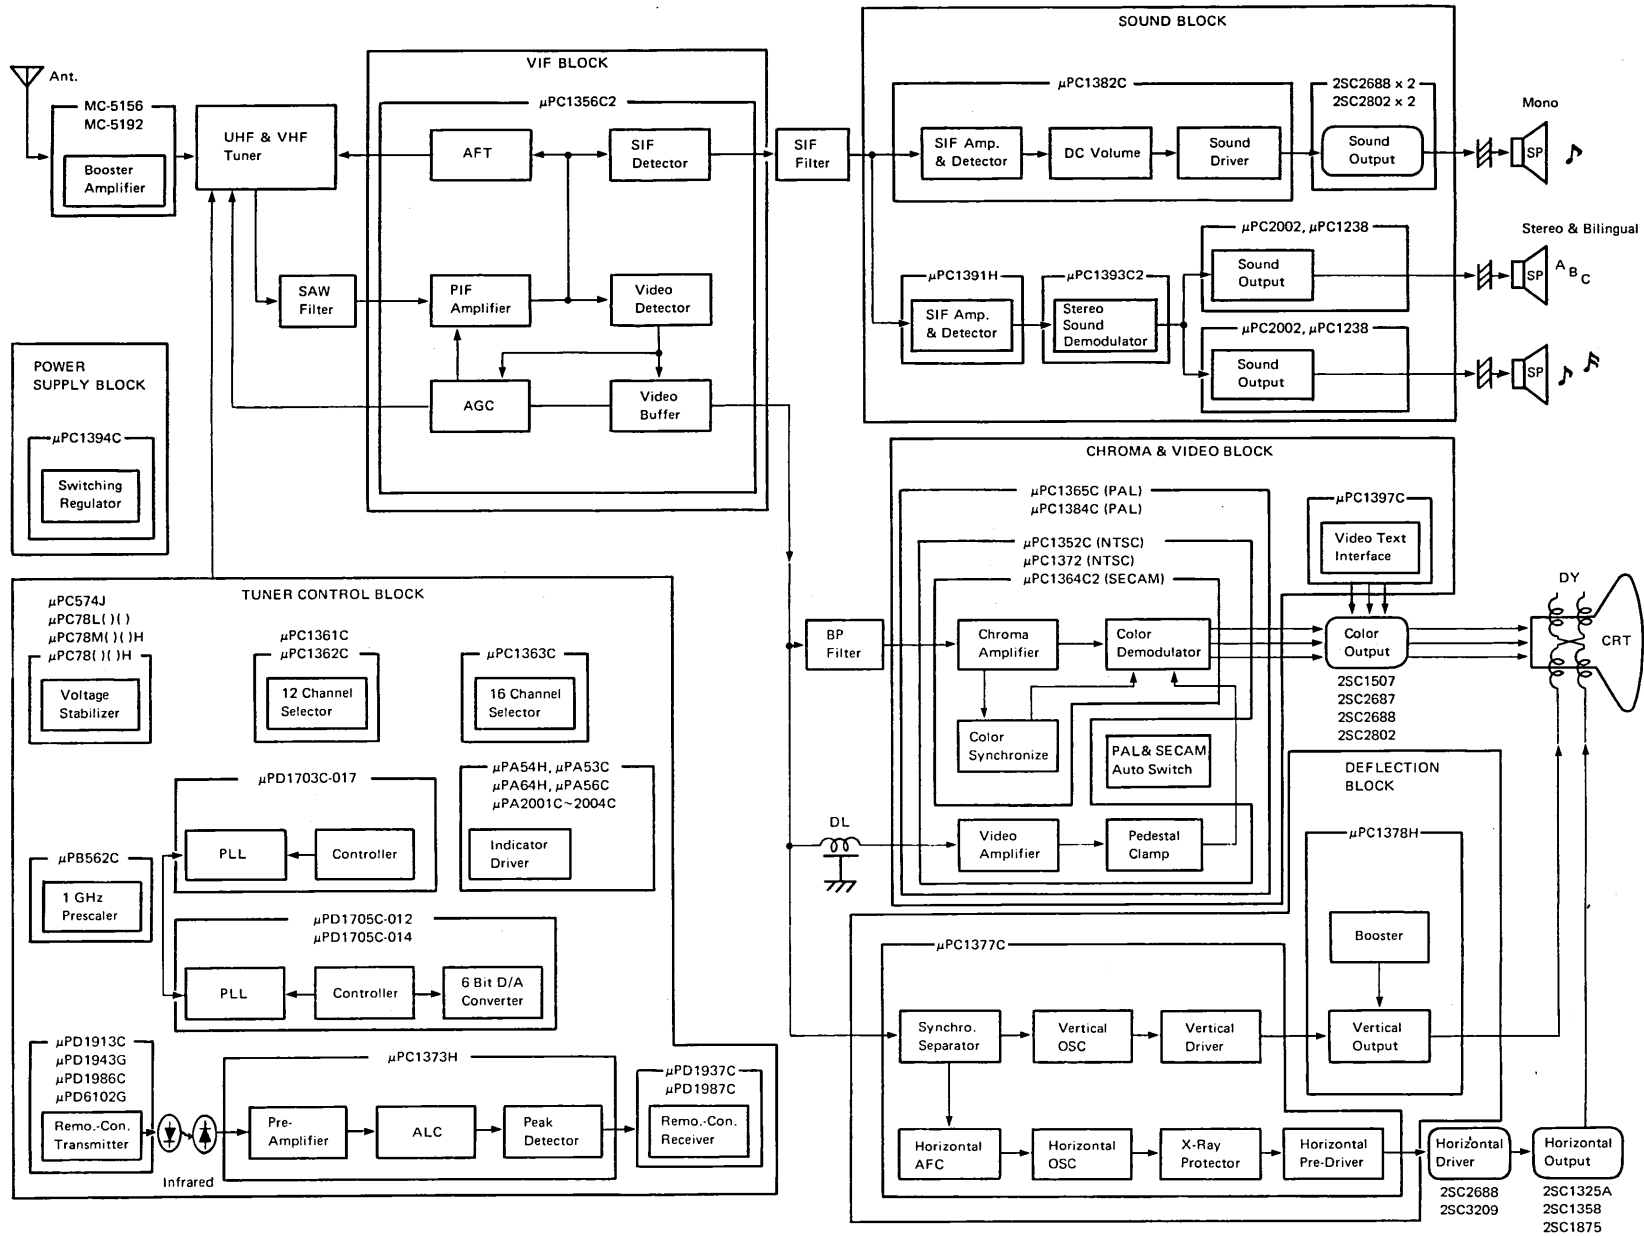 Ant.
MC-5156
MC-5192
Booster
Amplifier
UHF & VHF
Tuner
VIF BLOCK
μPC1356C2
AFT
SIF
Detector
SAW
Filter
PIF
Amplifier
Video
Detector
AGC
Video
Buffer
SIF
Filter
SOUND BLOCK
μPC1382C
SIF Amp.
& Detector
DC Volume
Sound
Driver
2SC2688 x 2
2SC2802 x 2
Sound
Output
Mono
SP
μPC1391H
SIF Amp.
& Detector
μPC1393C2
Stereo
Sound
Demodulator
μPC2002, μPC1238
Sound
Output
Stereo & Bilingual
SP
A B C
μPC2002, μPC1238
Sound
Output
SP
POWER
SUPPLY BLOCK
μPC1394C
Switching
Regulator
CHROMA & VIDEO BLOCK
μPC1365C (PAL)
μPC1384C (PAL)
μPC1352C (NTSC)
μPC1372 (NTSC)
μPC1364C2 (SECAM)
μPC1397C
Video Text
Interface
BP
Filter
Chroma
Amplifier
Color
Demodulator
Color
Synchronize
PAL & SECAM
Auto Switch
DL
Video
Amplifier
Pedestal
Clamp
Color
Output
2SC1507
2SC2687
2SC2688
2SC2802
DY
CRT
TUNER CONTROL BLOCK
μPC574J
μPC78L( )( )
μPC78M( )( )H
μPC78( )( )H
Voltage
Stabilizer
μPC1361C
μPC1362C
12 Channel
Selector
μPC1363C
16 Channel
Selector
μPD1703C-017
PLL
Controller
μPA54H, μPA53C
μPA64H, μPA56C
μPA2001C~2004C
Indicator
Driver
μPB562C
1 GHz
Prescaler
μPD1705C-012
μPD1705C-014
PLL
Controller
6 Bit D/A
Converter
μPD1913C
μPD1943G
μPD1986C
μPD6102G
Remo.-Con.
Transmitter
Infrared
μPC1373H
Pre-
Amplifier
ALC
Peak
Detector
μPD1937C
μPD1987C
Remo.-Con.
Receiver
DEFLECTION
BLOCK
μPC1378H
Booster
Vertical
Output
μPC1377C
Synchro.
Separator
Vertical
OSC
Vertical
Driver
Horizontal
AFC
Horizontal
OSC
X-Ray
Protector
Horizontal
Pre-Driver
Horizontal
Driver
2SC2688
2SC3209
Horizontal
Output
2SC1325A
2SC1358
2SC1875